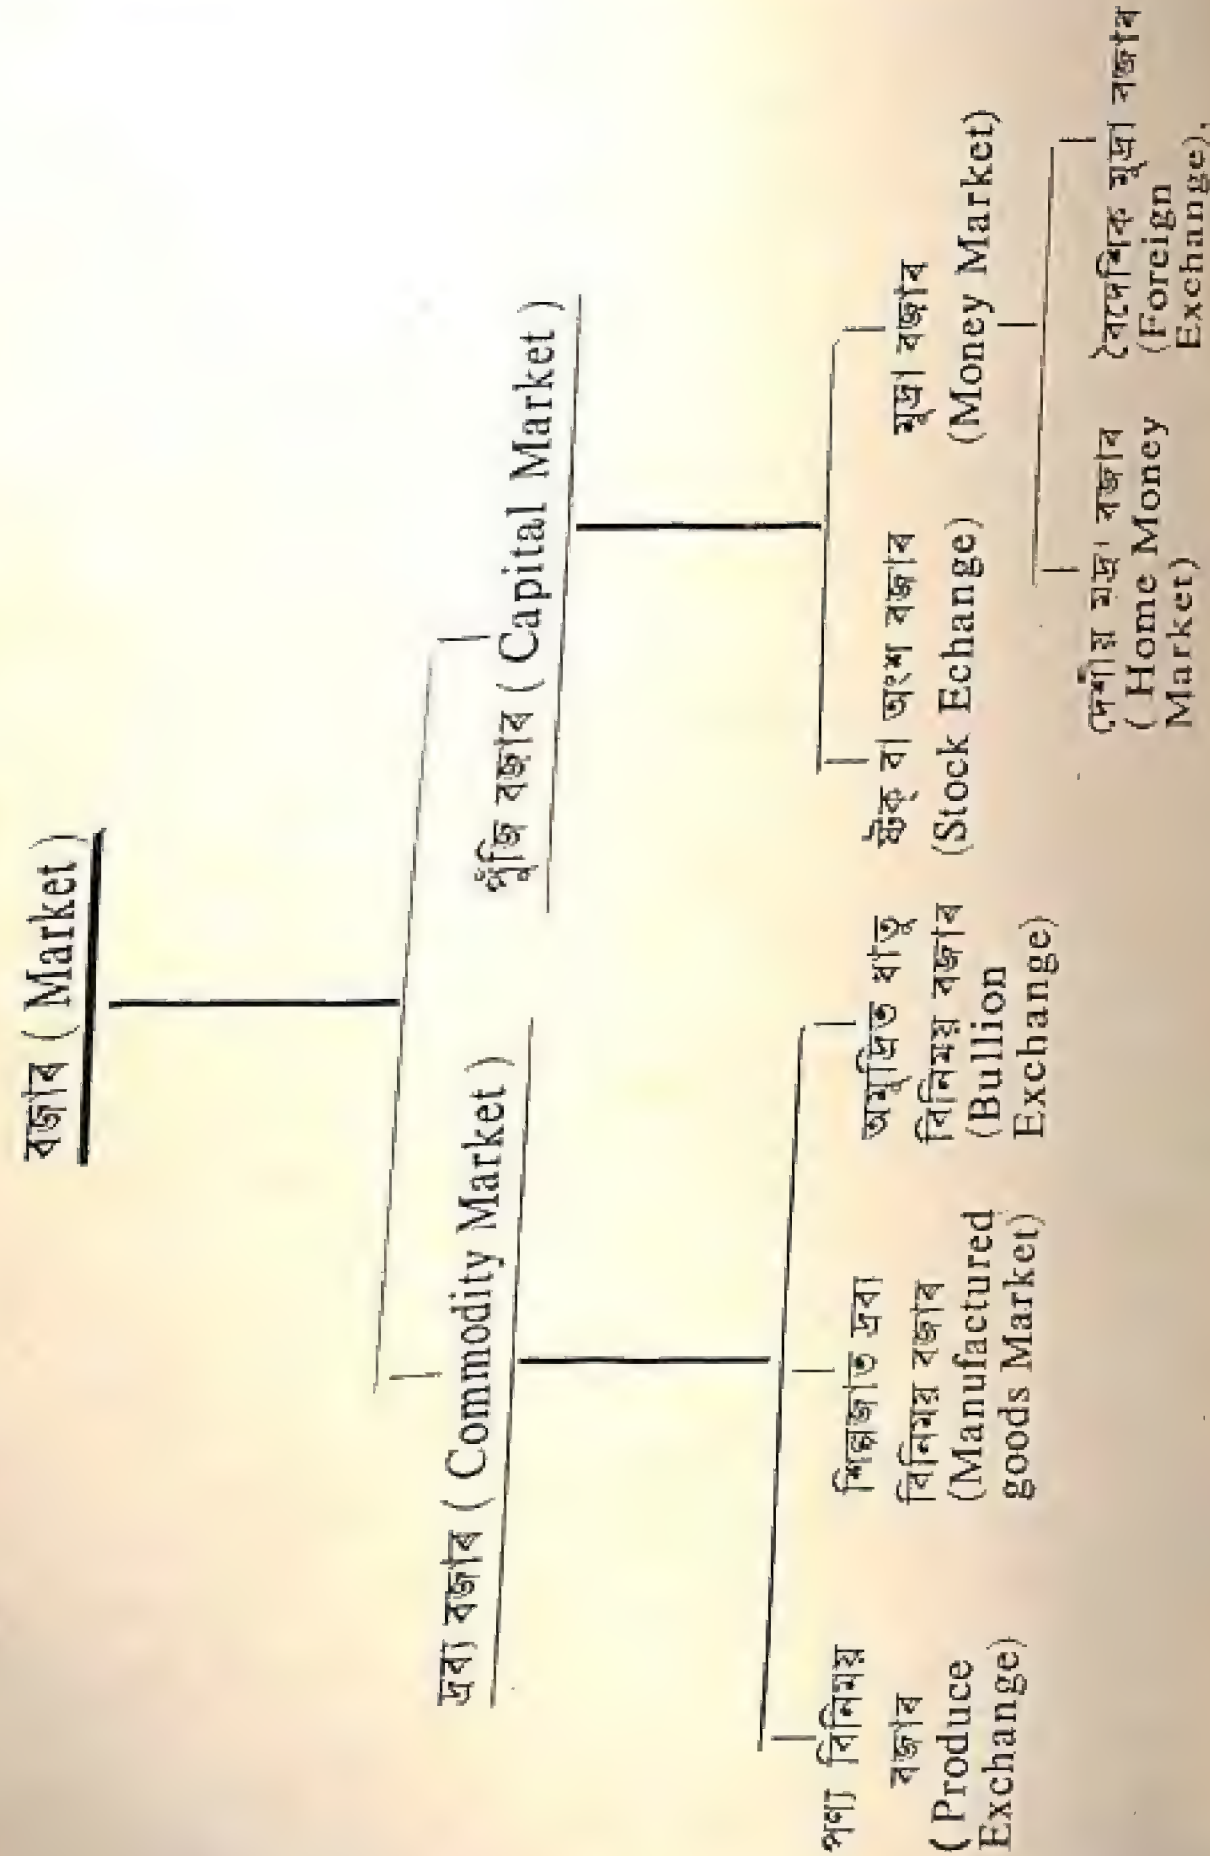 বজাৰ ( Market )
দ্ৰব্য বজাৰ ( Commodity Market )
পুঁজি বজাৰ ( Capital Market )
পণ্য বিনিময়
বজাৰ
( Produce
Exchange)
শিল্পজাত দ্ৰব্য
বিনিময় বজাৰ
(Manufactured
goods Market)
অমুদ্ৰিত ধাতু
বিনিময় বজাৰ
(Bullion
Exchange)
ষ্টক্ বা অংশ বজাৰ
(Stock Echange)
মুদ্ৰা বজাৰ
(Money Market)
দেশীয় মুদ্ৰা বজাৰ
( Home Money
Market)
বৈদেশিক মুদ্ৰা বজাৰ
(Foreign
Exchange).